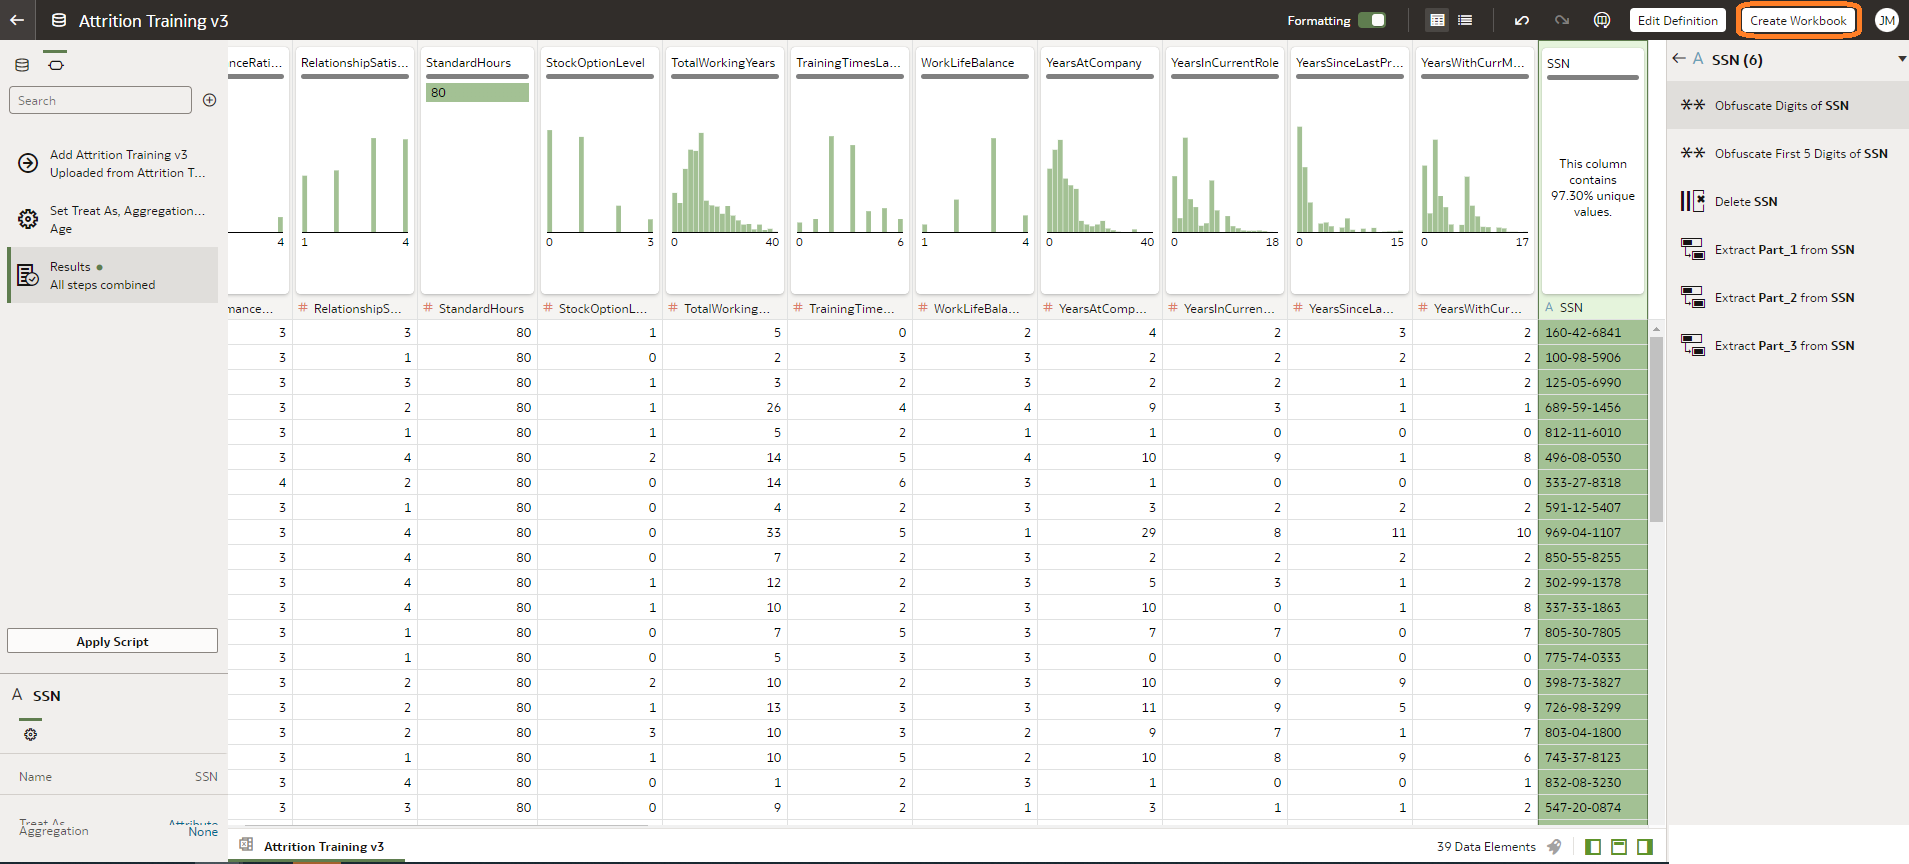 Attrition Training v3
Formatting
Edit Definition
Create Workbook
JM
Search
Add Attrition Training v3
Uploaded from Attrition T...
Set Treat As, Aggregation...
Age
Results
All steps combined
Apply Script
A SSN
Name SSN
Treat As Attribute
Aggregation None
nceRati... RelationshipSatis... StandardHours StockOptionLevel TotalWorkingYears TrainingTimesLa... WorkLifeBalance YearsAtCompany YearsInCurrentRole YearsSinceLastPr... YearsWithCurrM... SSN
80
This column
contains
97.30% unique
values.
4 1 4 0 3 0 40 0 6 1 4 0 40 0 18 0 15 0 17
mance... # RelationshipS... # StandardHours # StockOptionL... # TotalWorking... # TrainingTime... # WorkLifeBala... # YearsAtComp... # YearsInCurren... # YearsSinceLa... # YearsWithCur... A SSN
3 3 80 1 5 0 2 4 2 3 2 160-42-6841
3 1 80 0 2 3 3 2 2 2 2 100-98-5906
3 3 80 1 3 2 3 2 2 1 2 125-05-6990
3 2 80 1 26 4 4 9 3 1 1 689-59-1456
3 1 80 1 5 2 1 1 0 0 0 812-11-6010
3 4 80 2 14 5 4 10 9 1 8 496-08-0530
4 2 80 0 14 6 3 1 0 0 0 333-27-8318
3 1 80 0 4 2 3 3 2 2 2 591-12-5407
3 4 80 0 33 5 1 29 8 11 10 969-04-1107
3 4 80 0 7 2 3 2 2 2 2 850-55-8255
3 4 80 1 12 2 3 5 3 1 2 302-99-1378
3 4 80 1 10 2 3 10 0 1 8 337-33-1863
3 1 80 0 7 5 3 7 7 0 7 805-30-7805
3 1 80 0 5 3 3 0 0 0 0 775-74-0333
3 2 80 2 10 2 3 10 9 9 0 398-73-3827
3 2 80 1 13 3 3 11 9 5 9 726-98-3299
3 2 80 3 10 3 2 9 7 1 7 803-04-1800
3 1 80 1 10 5 2 10 8 9 6 743-37-8123
3 4 80 0 1 2 3 1 0 0 1 832-08-3230
3 3 80 0 9 2 1 3 1 1 2 547-20-0874
Attrition Training v3
39 Data Elements
A SSN (6)
Obfuscate Digits of SSN
Obfuscate First 5 Digits of SSN
Delete SSN
Extract Part_1 from SSN
Extract Part_2 from SSN
Extract Part_3 from SSN